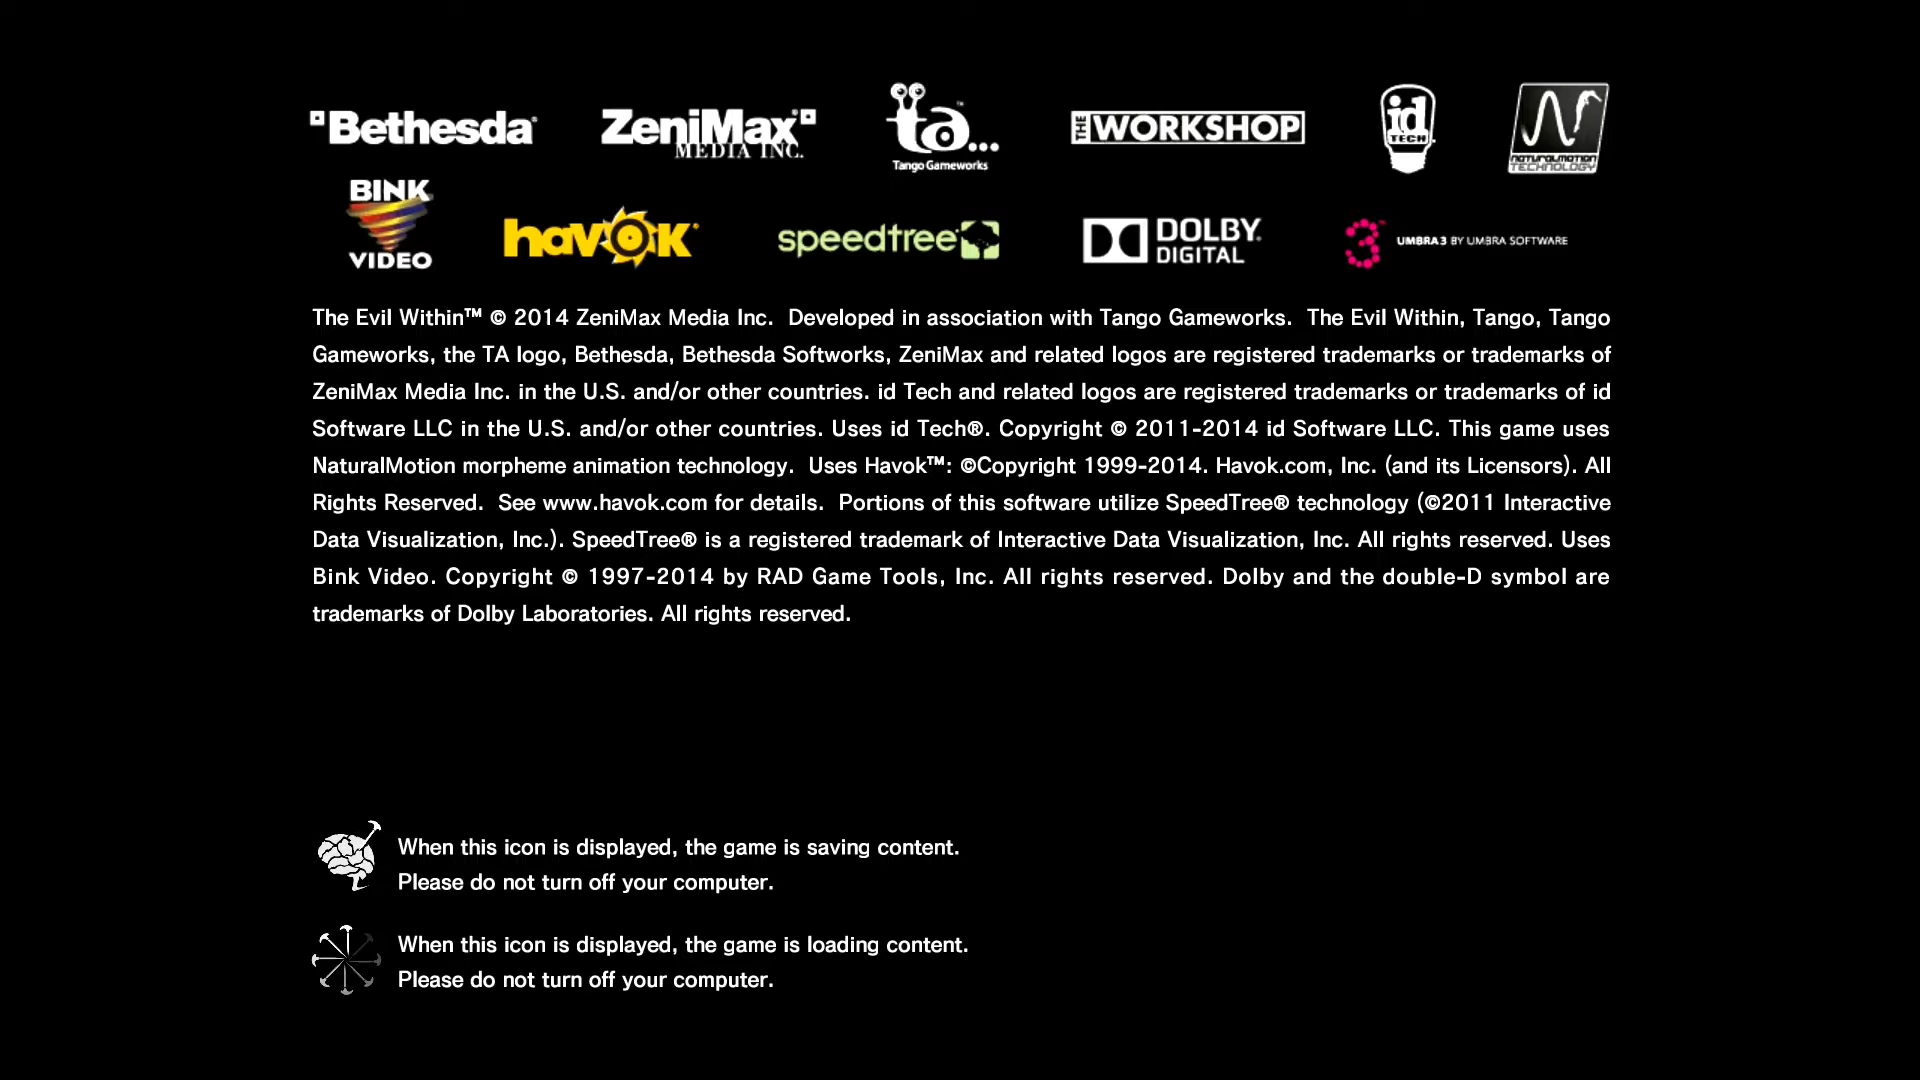 Bethesda ZeniMax MEDIA INC. ta... Tango Gameworks THE WORKSHOP id TECH NATURALMOTION TECHNOLOGY
BINK VIDEO havok speedtree DOLBY DIGITAL 3 UMBRA 3 BY UMBRA SOFTWARE
The Evil Within™ © 2014 ZeniMax Media Inc.  Developed in association with Tango Gameworks.  The Evil Within, Tango, Tango
Gameworks, the TA logo, Bethesda, Bethesda Softworks, ZeniMax and related logos are registered trademarks or trademarks of
ZeniMax Media Inc. in the U.S. and/or other countries. id Tech and related logos are registered trademarks or trademarks of id
Software LLC in the U.S. and/or other countries. Uses id Tech®. Copyright © 2011-2014 id Software LLC. This game uses
NaturalMotion morpheme animation technology.  Uses Havok™: ©Copyright 1999-2014. Havok.com, Inc. (and its Licensors). All
Rights Reserved.  See www.havok.com for details.  Portions of this software utilize SpeedTree® technology (©2011 Interactive
Data Visualization, Inc.). SpeedTree® is a registered trademark of Interactive Data Visualization, Inc. All rights reserved. Uses
Bink Video. Copyright © 1997-2014 by RAD Game Tools, Inc. All rights reserved. Dolby and the double-D symbol are
trademarks of Dolby Laboratories. All rights reserved.
When this icon is displayed, the game is saving content.
Please do not turn off your computer.
When this icon is displayed, the game is loading content.
Please do not turn off your computer.